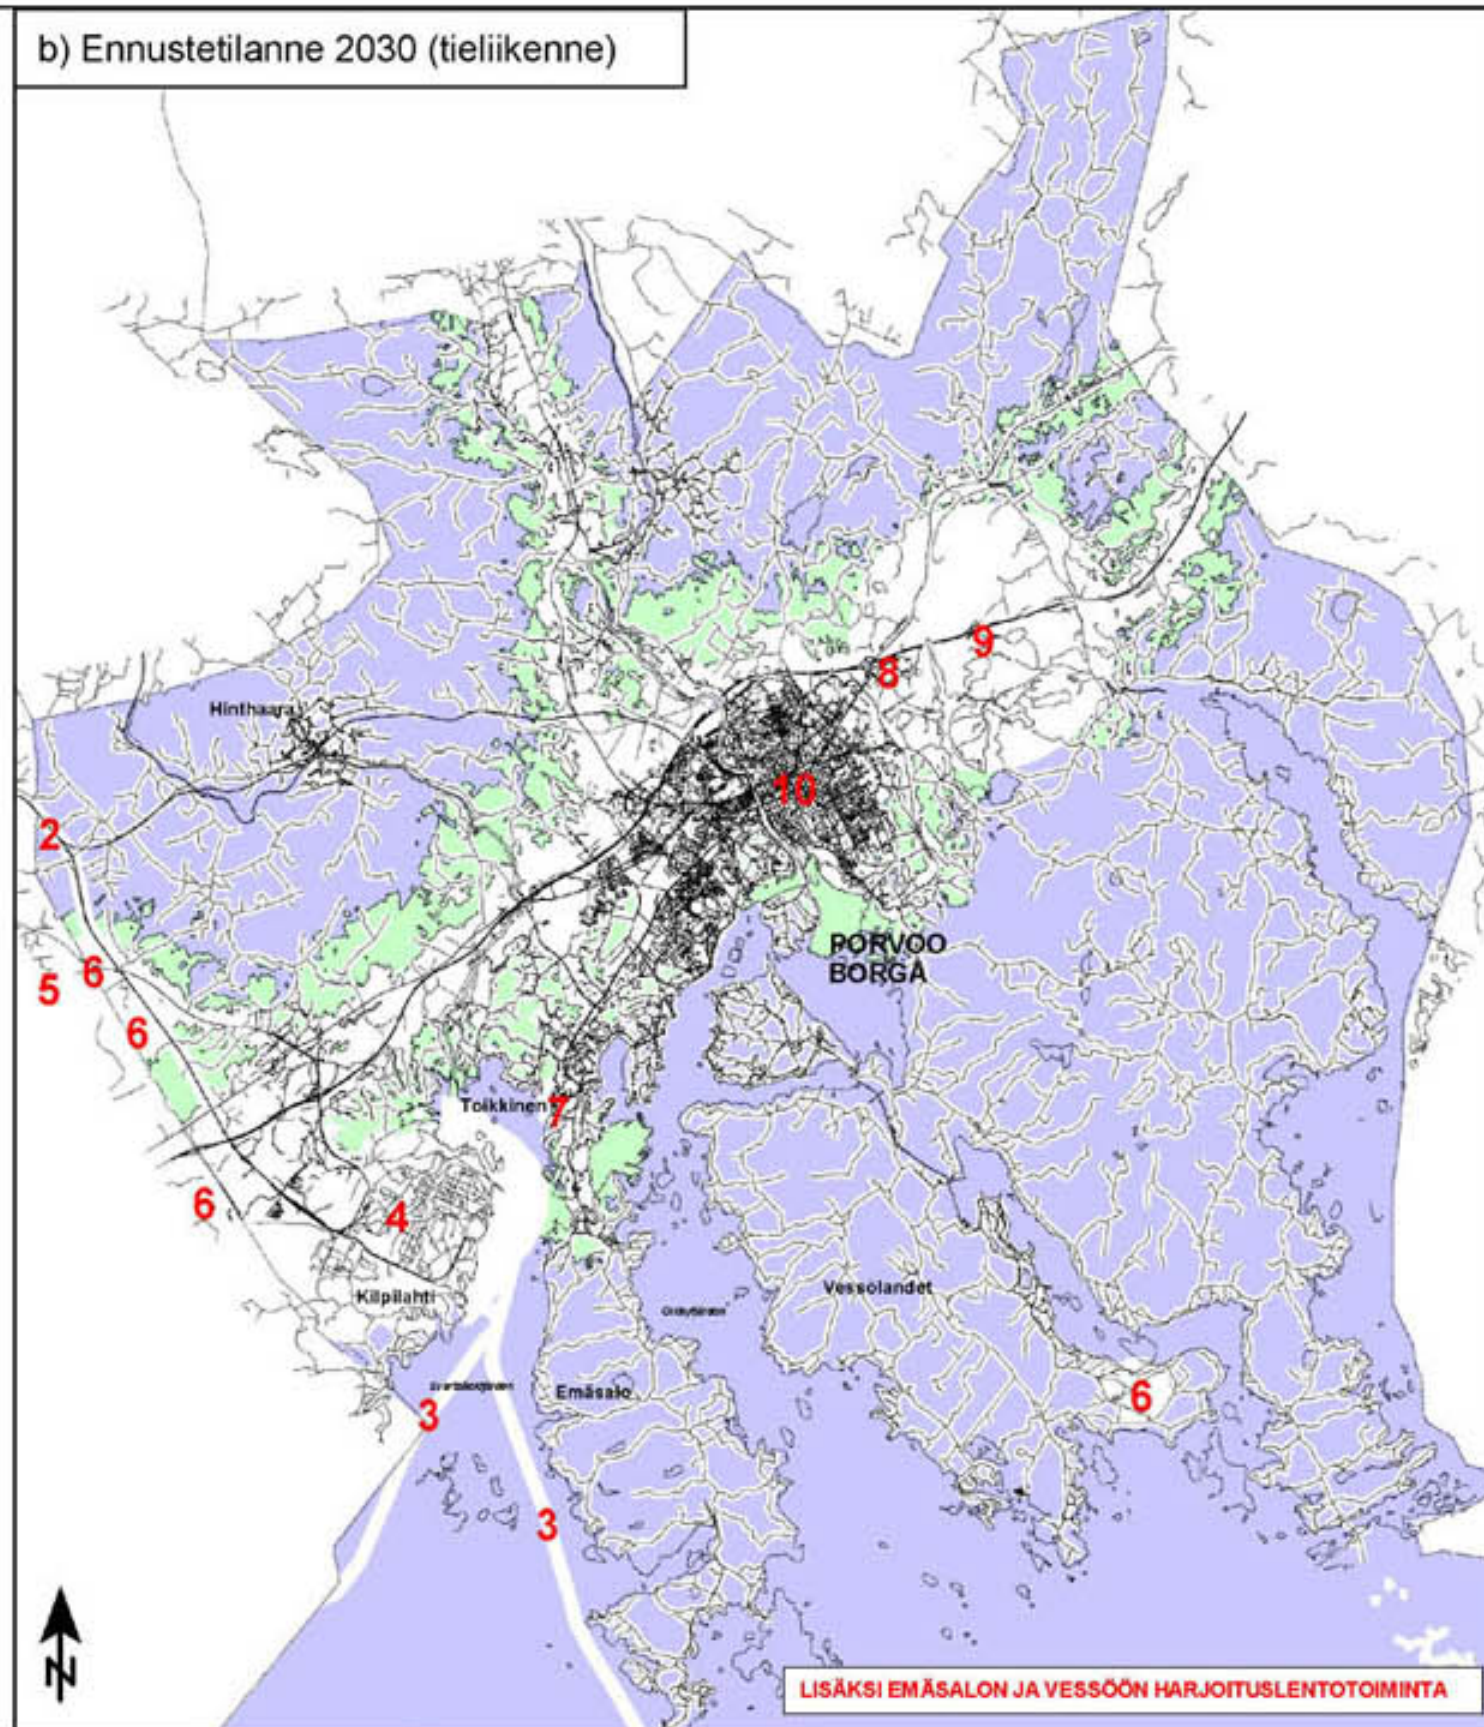 b) Ennustetilanne 2030 (tieliikenne)
9
8
Hinthaara
10
2
PORVOO
BORGÅ
6
5
6
Toikkinen
7
6
4
Vessölandet
Kilpilahti
Emäsalo
6
3
3
N
LISÄKSI EMÄSALON JA VESSÖÖN HARJOITUSLENTOTOIMINTA